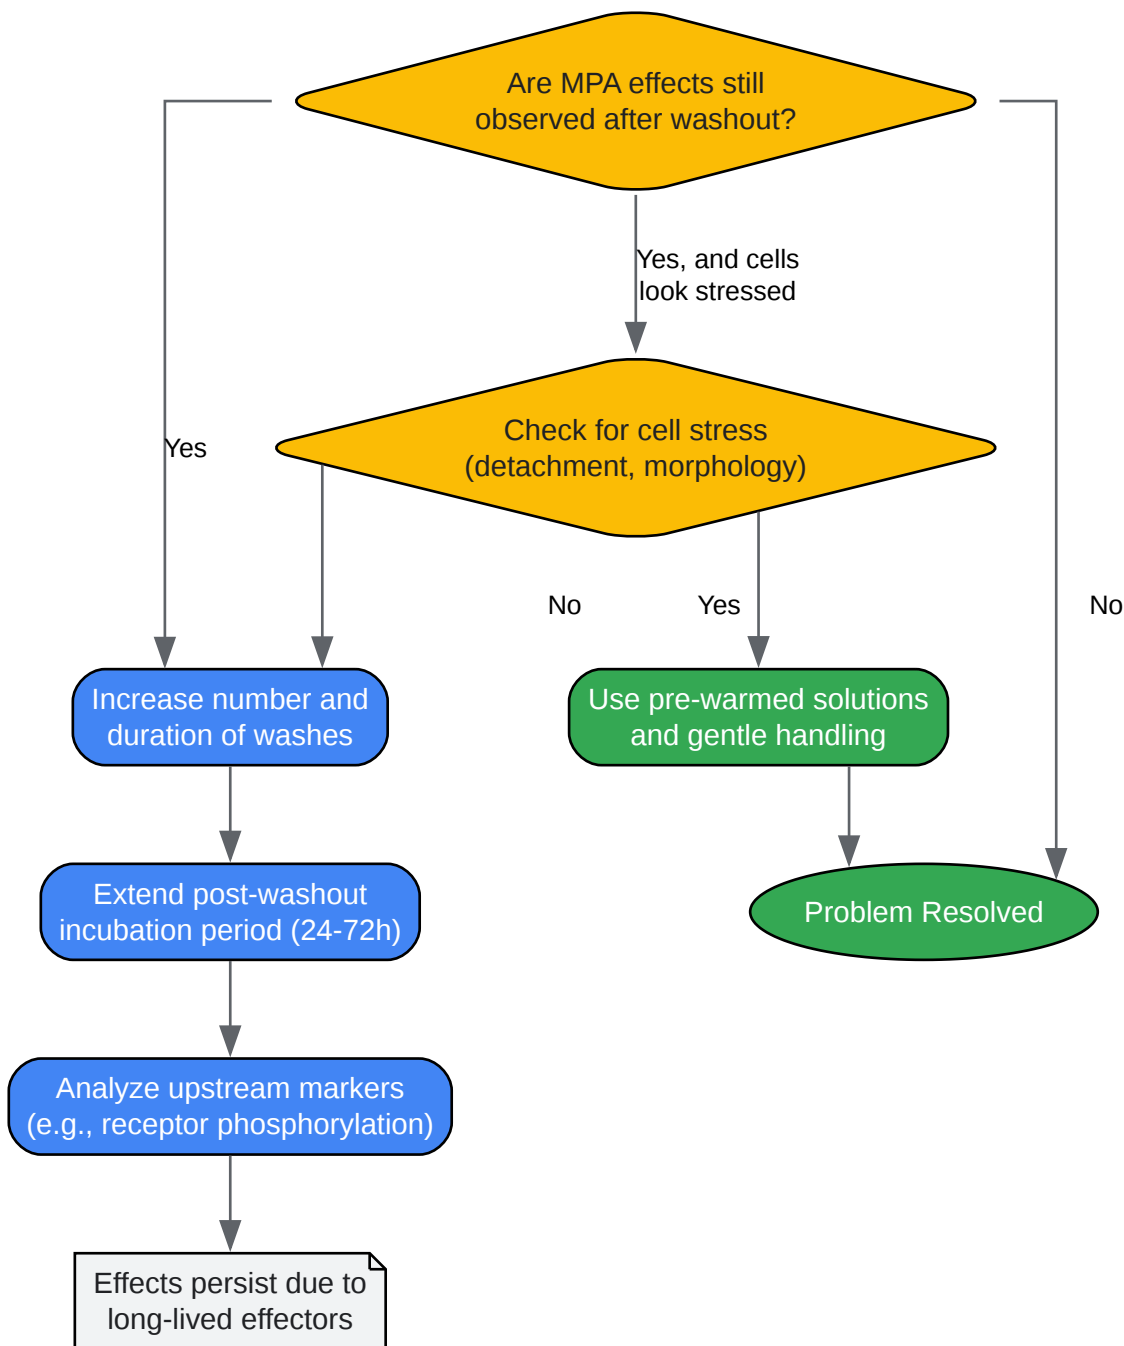 Are MPA effects still
observed after washout?
Yes, and cells
look stressed
Check for cell stress
(detachment, morphology)
Yes
No
Yes
No
Increase number and
duration of washes
Use pre-warmed solutions
and gentle handling
Extend post-washout
incubation period (24-72h)
Problem Resolved
Analyze upstream markers
(e.g., receptor phosphorylation)
Effects persist due to
long-lived effectors